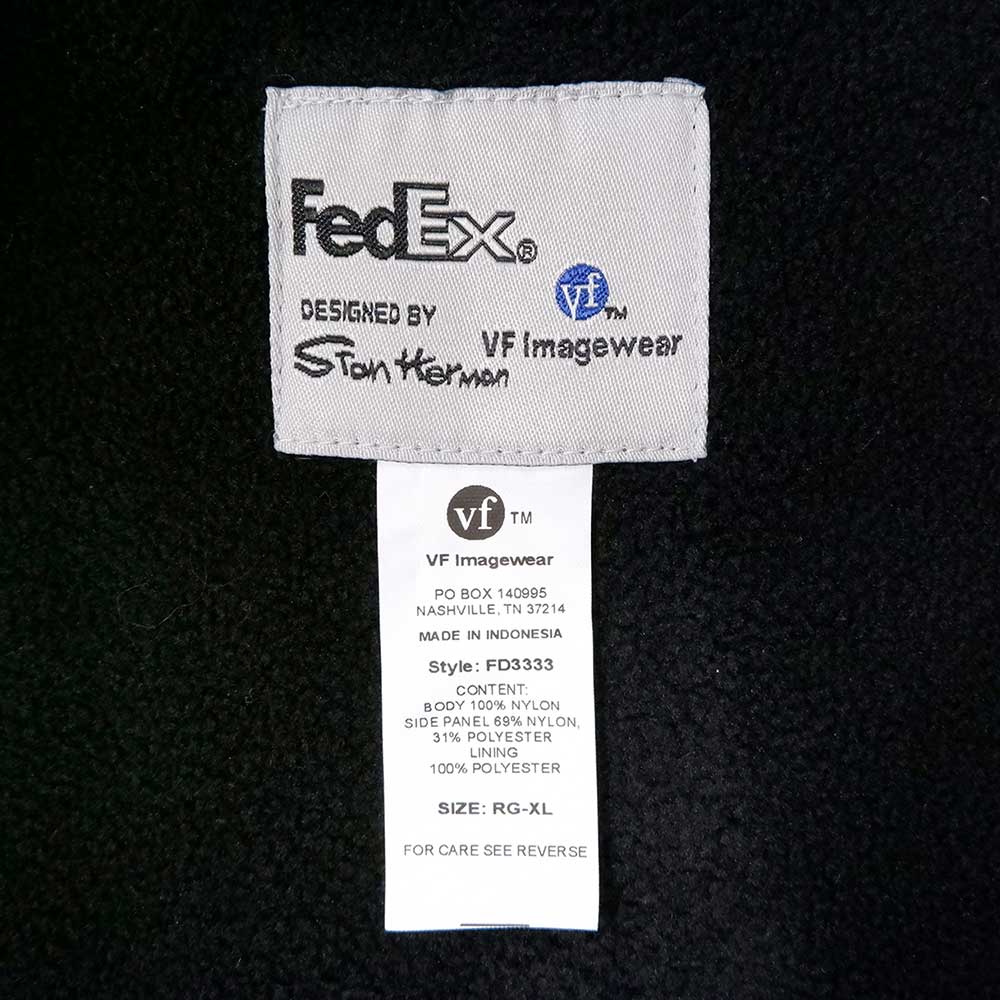 FedEx®
vf™
DESIGNED BY
Stan Herman
VF Imagewear
vf TM
VF Imagewear
PO BOX 140995
NASHVILLE, TN 37214
MADE IN INDONESIA
Style: FD3333
CONTENT:
BODY 100% NYLON
SIDE PANEL 69% NYLON,
31% POLYESTER
LINING
100% POLYESTER
SIZE: RG-XL
FOR CARE SEE REVERSE